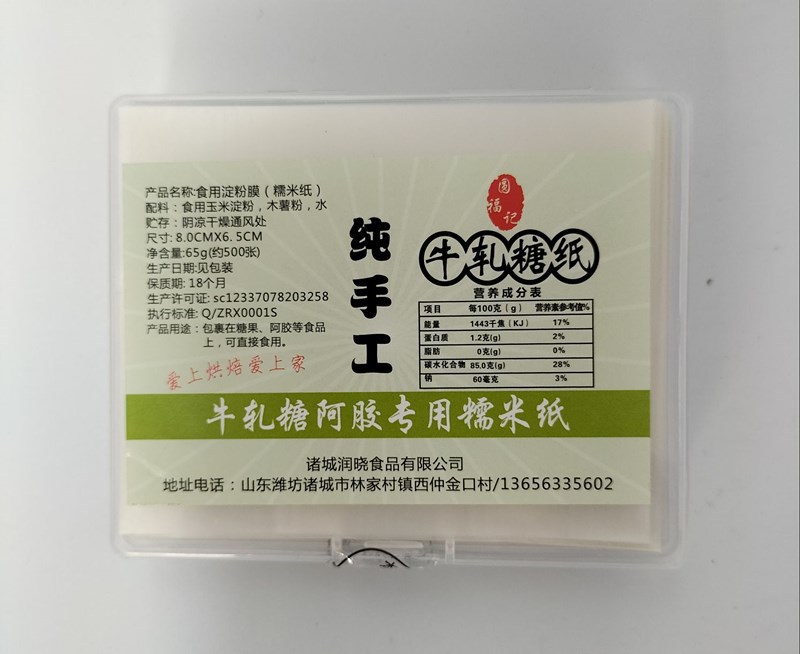 产品名称:食用淀粉膜（糯米纸）
配料：食用玉米淀粉，木薯粉，水
贮存：阴凉干燥通风处
尺寸: 8.0CMX6.5CM
净含量:65g(约500张)
生产日期:见包装
保质期: 18个月
生产许可证: sc12337078203258
执行标准: Q/ZRX0001S
产品用途：包裹在糖果、阿胶等食品
上，可直接食用。
爱上烘焙爱上家
纯手工
圆福记
牛轧糖纸
营养成分表
项目 每100克（g） 营养素参考值%
能量 1443千焦（KJ） 17%
蛋白质 1.2克(g) 2%
脂肪 0克(g) 0%
碳水化合物 85.0克(g) 28%
钠 60毫克 3%
牛轧糖阿胶专用糯米纸
诸城润晓食品有限公司
地址电话：山东潍坊诸城市林家村镇西仲金口村/13656335602